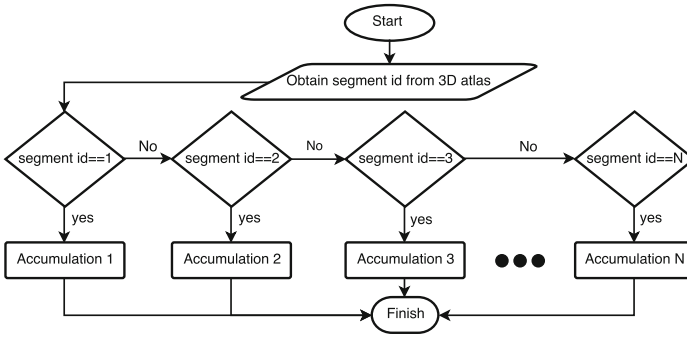 Start
Obtain segment id from 3D atlas
segment id==1
No
segment id==2
No
segment id==3
No
segment id==N
yes
yes
yes
yes
Accumulation 1
Accumulation 2
Accumulation 3
Accumulation N
Finish